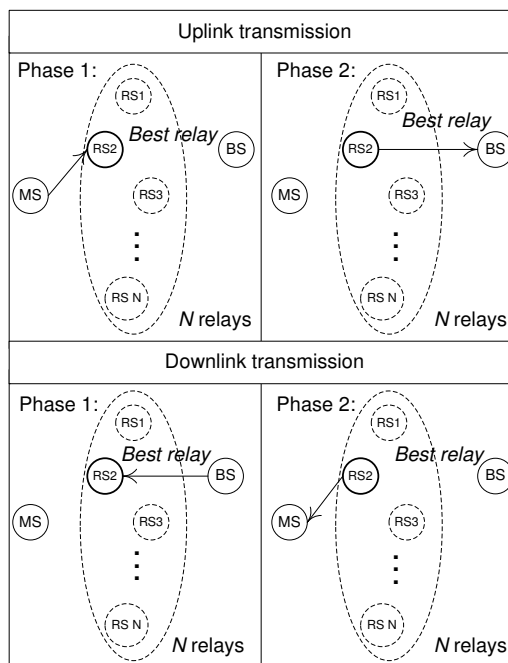 Uplink transmission
Phase 1:
RS1
Best relay
RS2
BS
MS
RS3
RS N
N relays
Phase 2:
RS1
Best relay
RS2
BS
MS
RS3
RS N
N relays
Downlink transmission
Phase 1:
RS1
Best relay
RS2
BS
MS
RS3
RS N
N relays
Phase 2:
RS1
Best relay
RS2
BS
MS
RS3
RS N
N relays